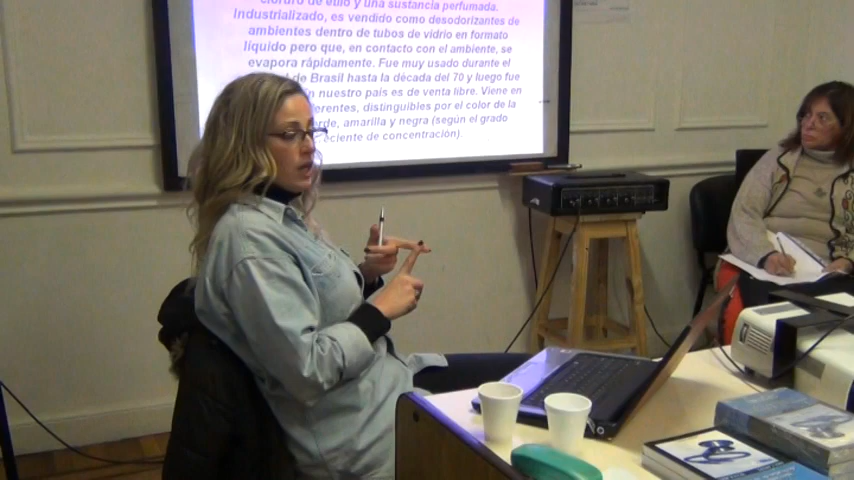 cloruro de etilo y una sustancia perfumada.
Industrializado, es vendido como desodorizantes de
ambientes dentro de tubos de vidrio en formato
líquido pero que, en contacto con el ambiente, se
evapora rápidamente. Fue muy usado durante el
de Brasil hasta la década del 70 y luego fue
nuestro país es de venta libre. Viene en
distinguibles por el color de la
amarilla y negra (según el grado
de concentración).